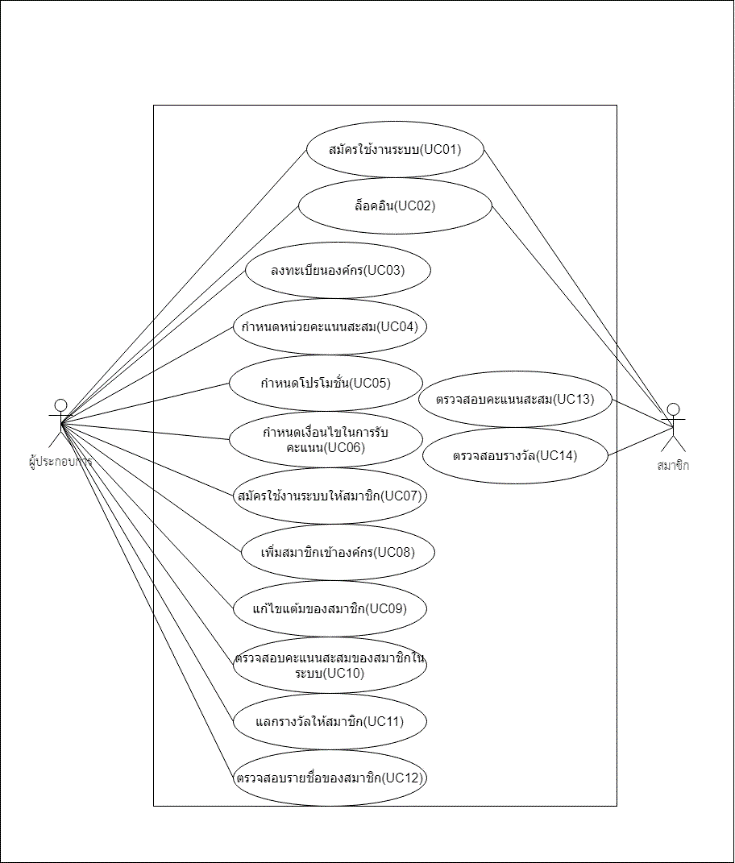 สมัครใช้งานระบบ(UC01)
ล็อคอิน(UC02)
ลงทะเบียนองค์กร(UC03)
กำหนดหน่วยคะแนนสะสม(UC04)
กำหนดโปรโมชั่น(UC05)
ตรวจสอบคะแนนสะสม(UC13)
กำหนดเงื่อนไขในการรับ
คะแนน(UC06)
ตรวจสอบรางวัล(UC14)
ผู้ประกอบการ
สมาชิก
สมัครใช้งานระบบให้สมาชิก(UC07)
เพิ่มสมาชิกเข้าองค์กร(UC08)
แก้ไขแต้มของสมาชิก(UC09)
ตรวจสอบคะแนนสะสมของสมาชิกใน
ระบบ(UC10)
แลกรางวัลให้สมาชิก(UC11)
ตรวจสอบรายชื่อของสมาชิก(UC12)